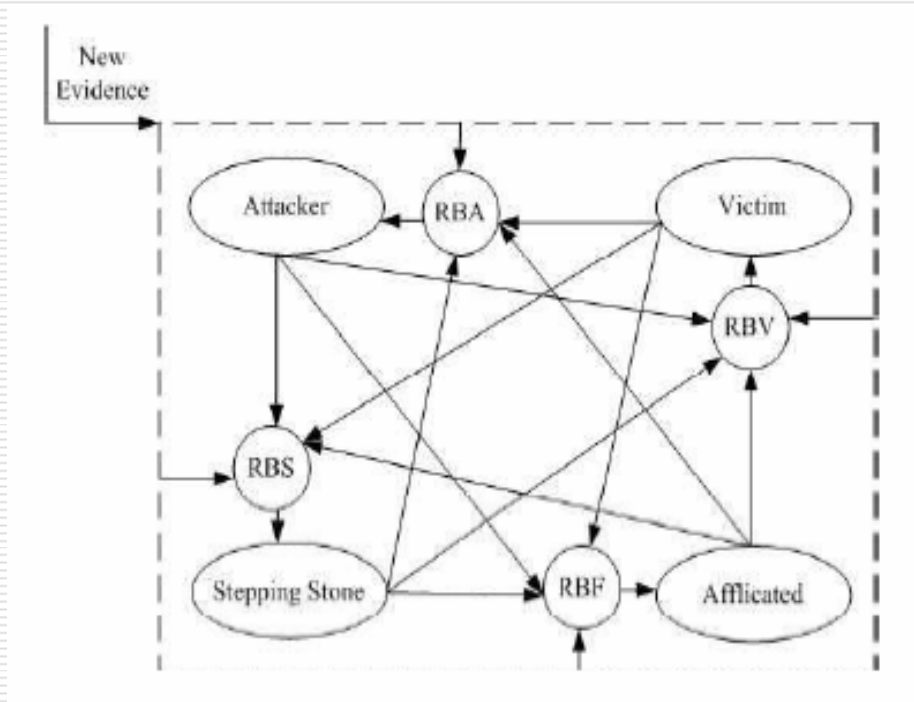 New
Evidence
Attacker
RBA
Victim
RBV
RBS
Stepping Stone
RBF
Afflicated